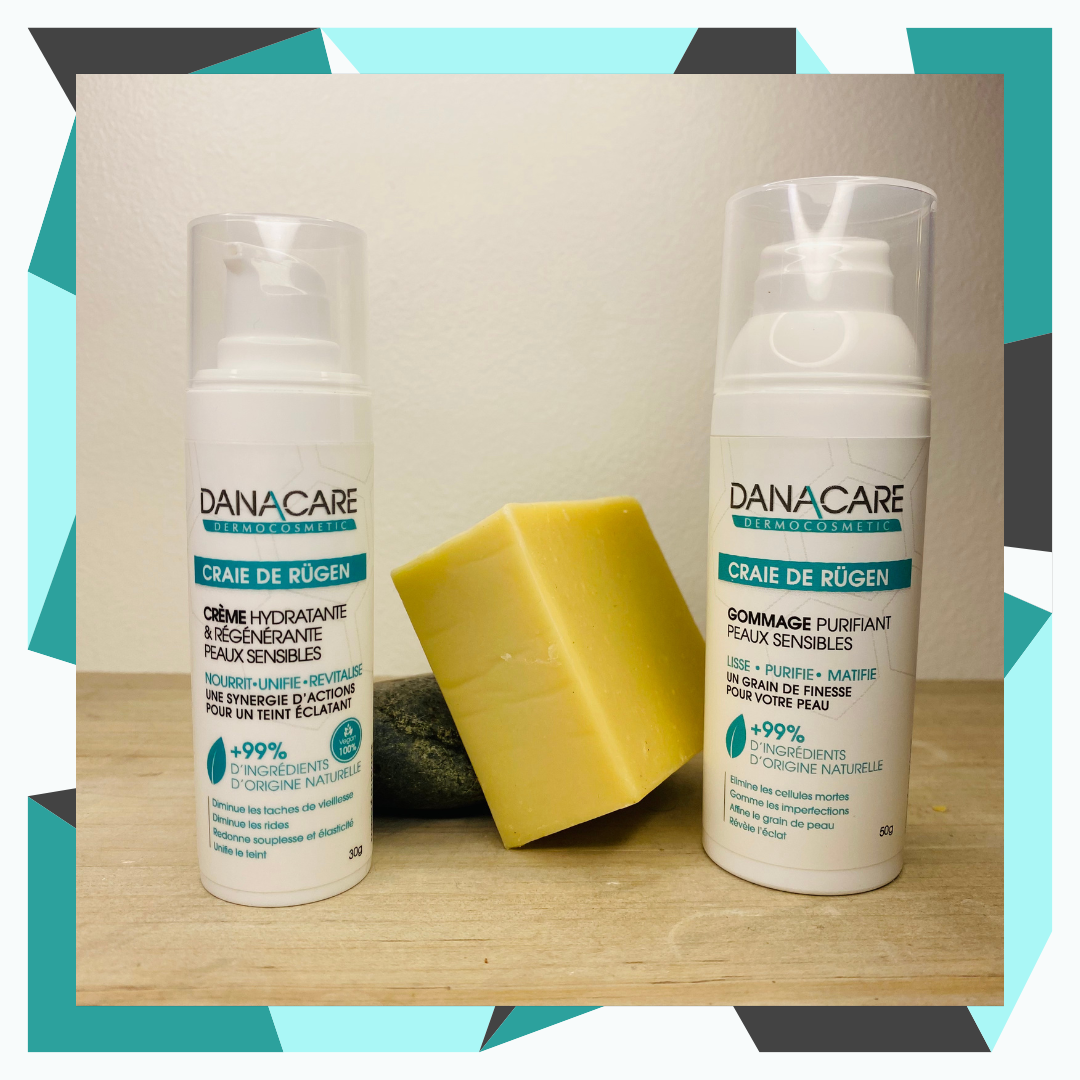 DANACARE
DERMOCOSMETIC
CRAIE DE RÜGEN
CRÈME HYDRATANTE
& RÉGÉNÉRANTE
PEAUX SENSIBLES
NOURRIT•UNIFIE•REVITALISE
UNE SYNERGIE D'ACTIONS
POUR UN TEINT ÉCLATANT
+99%
D'INGRÉDIENTS
D'ORIGINE NATURELLE
Vegan
100%
Diminue les taches de vieillesse
Diminue les rides
Redonne souplesse et élasticité
Unifie le teint
30g
DANACARE
DERMOCOSMETIC
CRAIE DE RÜGEN
GOMMAGE PURIFIANT
PEAUX SENSIBLES
LISSE • PURIFIE • MATIFIE
UN GRAIN DE FINESSE
POUR VOTRE PEAU
+99%
D'INGRÉDIENTS
D'ORIGINE NATURELLE
Elimine les cellules mortes
Gomme les imperfections
Affine le grain de peau
Révèle l'éclat
50g